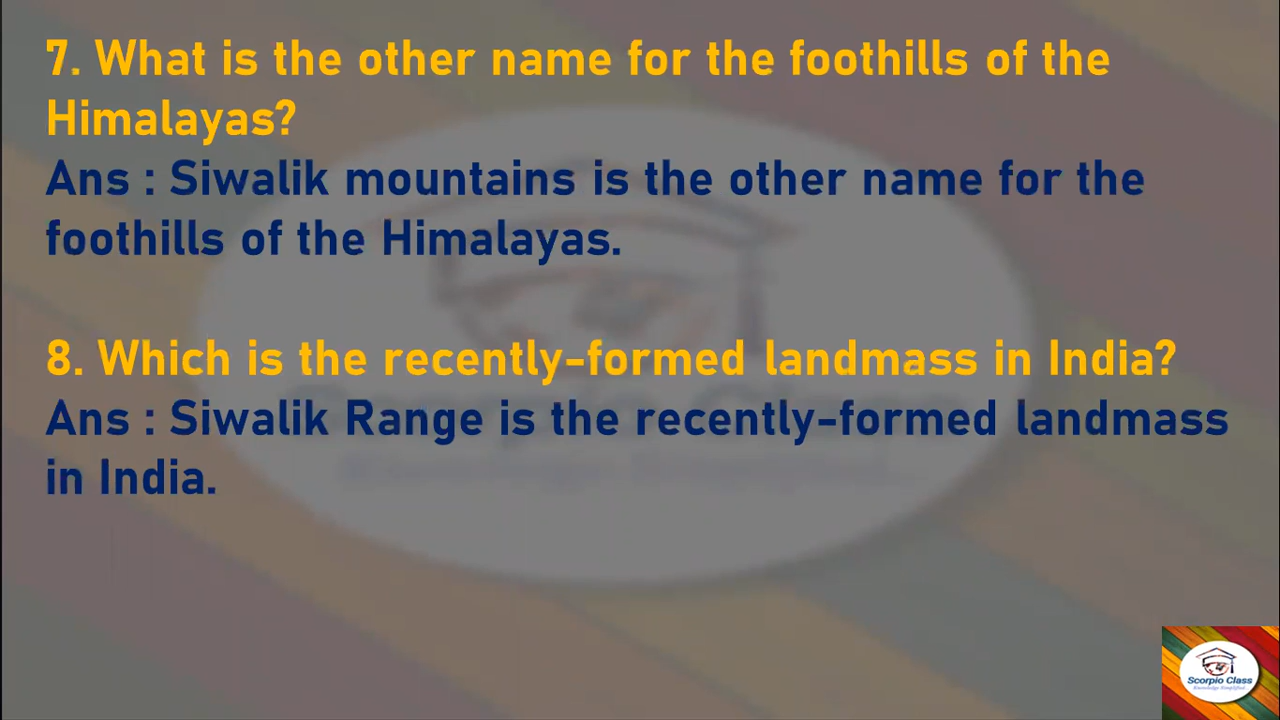 7. What is the other name for the foothills of the
Himalayas?
Ans : Siwalik mountains is the other name for the
foothills of the Himalayas.
8. Which is the recently-formed landmass in India?
Ans : Siwalik Range is the recently-formed landmass
in India.
Scorpio Class
Knowledge Simplified